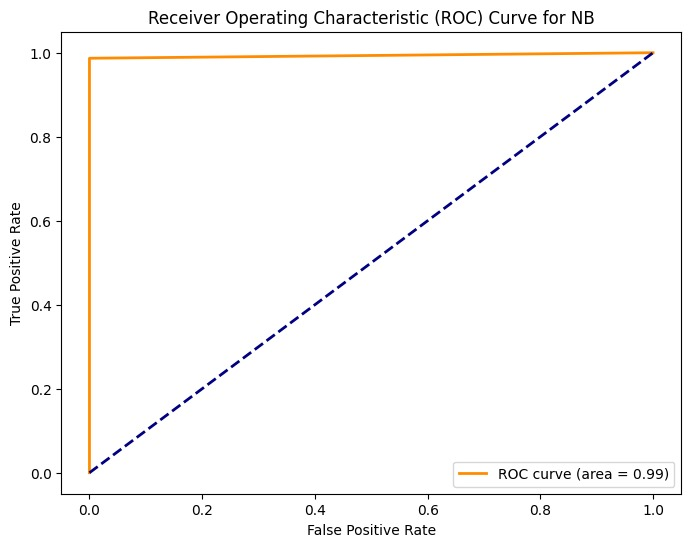 Receiver Operating Characteristic (ROC) Curve for NB
1.0
0.8
0.6
0.4
0.2
0.0
True Positive Rate
ROC curve (area = 0.99)
0.0 0.2 0.4 0.6 0.8 1.0
False Positive Rate